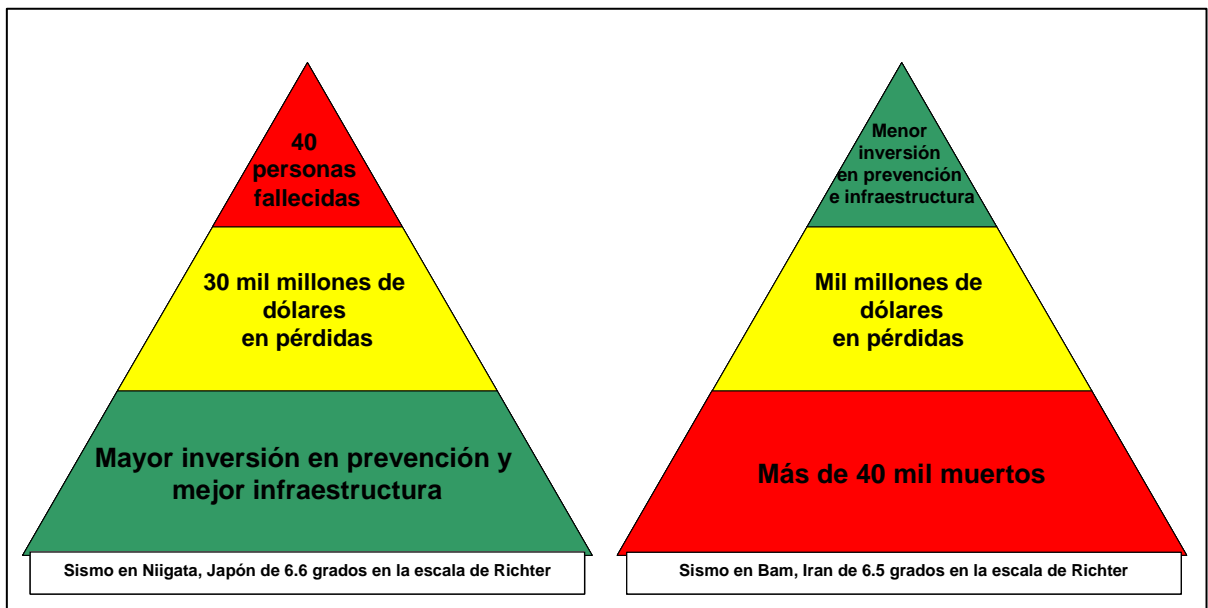 40
personas
fallecidas
30 mil millones de
dólares
en pérdidas
Mayor inversión en prevención y
mejor infraestructura
Sismo en Niigata, Japón de 6.6 grados en la escala de Richter
Menor
inversión
en prevención
e infraestructura
Mil millones de
dólares
en pérdidas
Más de 40 mil muertos
Sismo en Bam, Iran de 6.5 grados en la escala de Richter